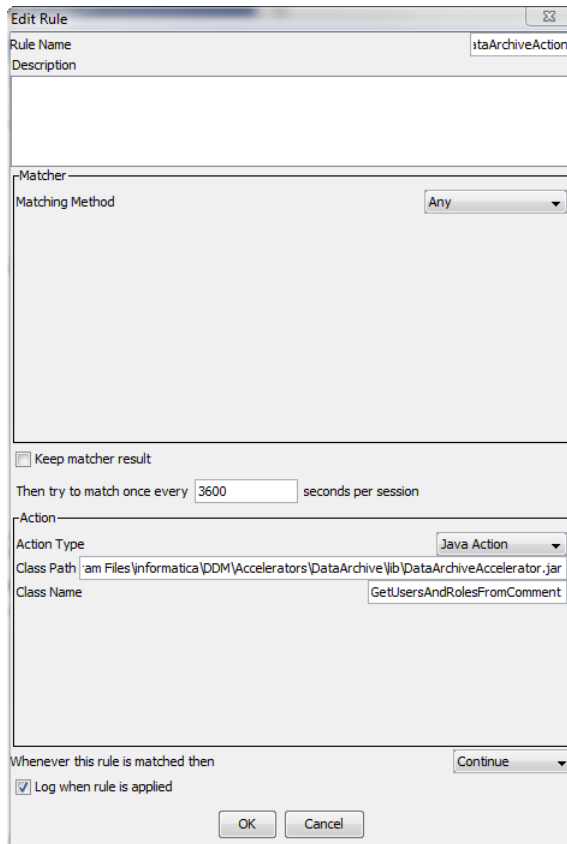 Edit Rule
Rule Name ıtaArchiveAction
Description
Matcher
Matching Method Any
Keep matcher result
Then try to match once every 3600 seconds per session
Action
Action Type Java Action
Class Path am Files\informatica\DDM\Accelerators\DataArchive\lib\DataArchiveAccelerator.jar
Class Name GetUsersAndRolesFromComment
Whenever this rule is matched then Continue
Log when rule is applied
OK Cancel